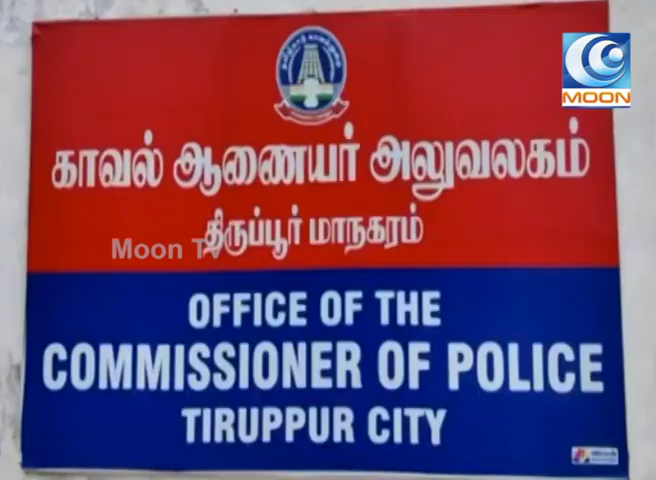 MOON
காவல் ஆணையர் அலுவலகம்
திருப்பூர் மாநகரம்
Moon Tv
OFFICE OF THE
COMMISSIONER OF POLICE
TIRUPPUR CITY